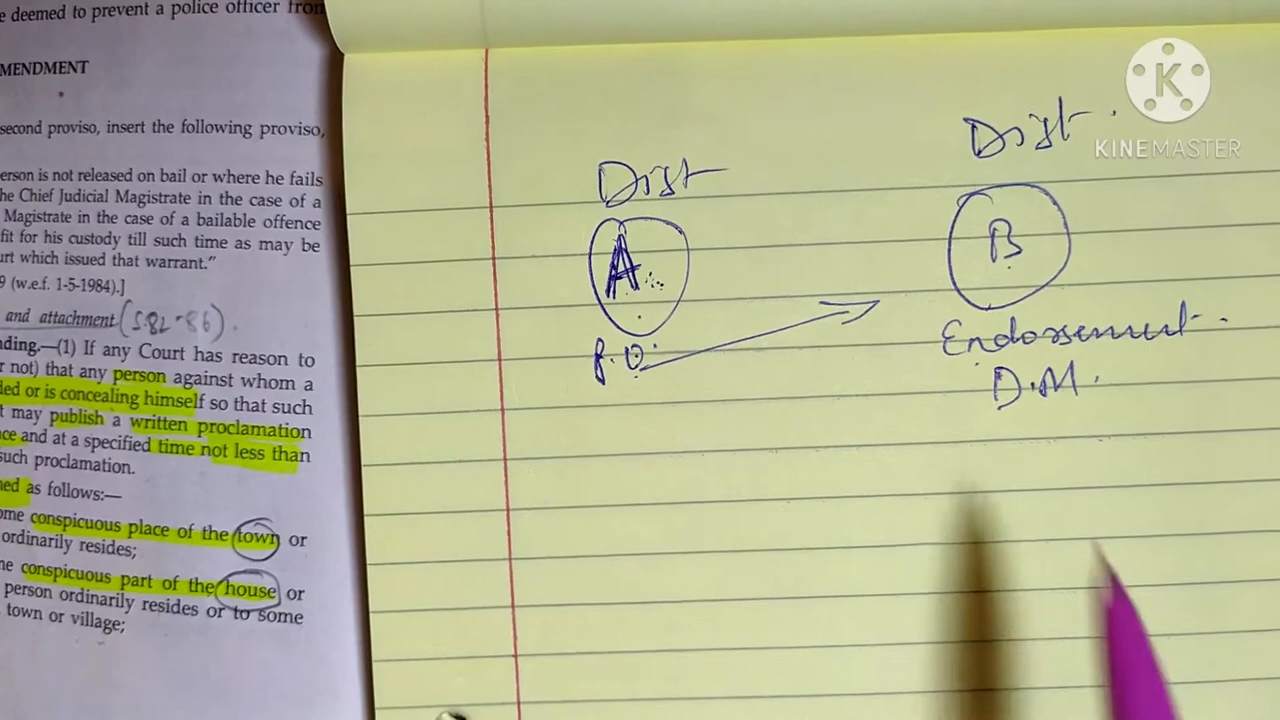 e deemed to prevent a police officer from
MENDMENT
second proviso, insert the following proviso,
erson is not released on bail or where he fails
he Chief Judicial Magistrate in the case of a
Magistrate in the case of a bailable offence
fit for his custody till such time as may be
urt which issued that warrant."
9 (w.e.f. 1-5-1984).]
and attachment (S.82-86).
ding.—(1) If any Court has reason to
r not) that any person against whom a
ded or is concealing himself so that such
t may publish a written proclamation
ce and at a specified time not less than
such proclamation.
ned as follows:—
ome conspicuous place of the town or
ordinarily resides;
ne conspicuous part of the house or
person ordinarily resides or to some
town or village;
Dist
A
P.O.
Dist.
B
Endorsement.
D.M.
K
KINEMASTER